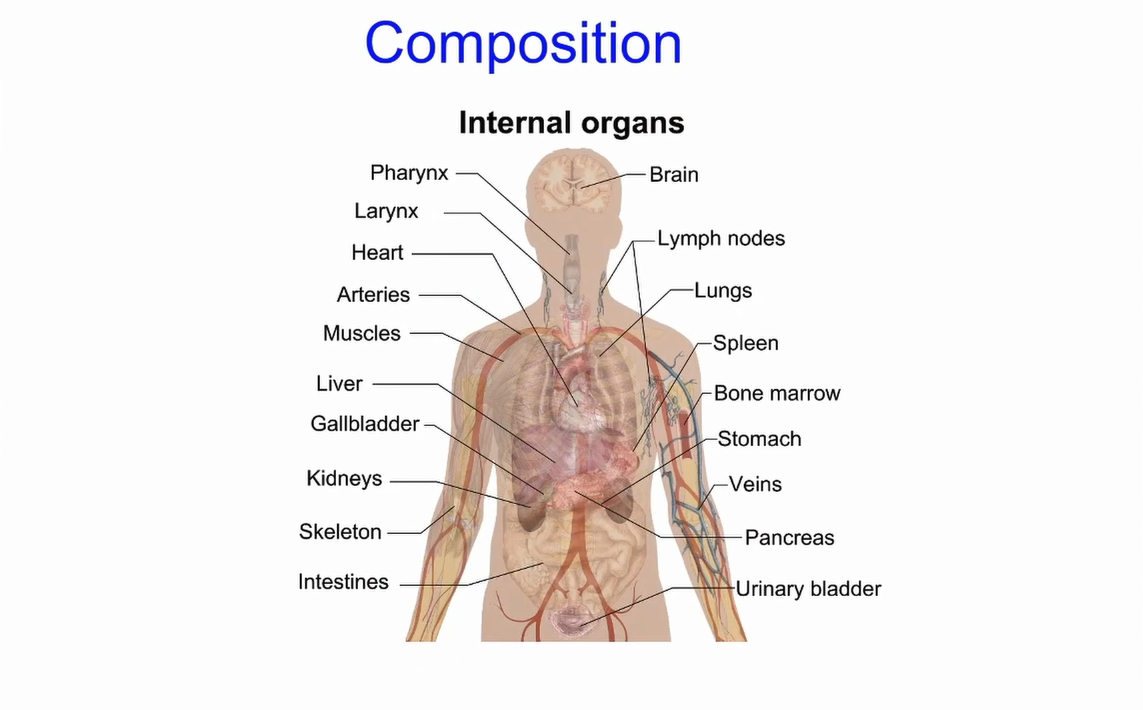 Composition
Internal organs
Pharynx
Larynx
Heart
Arteries
Muscles
Liver
Gallbladder
Kidneys
Skeleton
Intestines
Brain
Lymph nodes
Lungs
Spleen
Bone marrow
Stomach
Veins
Pancreas
Urinary bladder